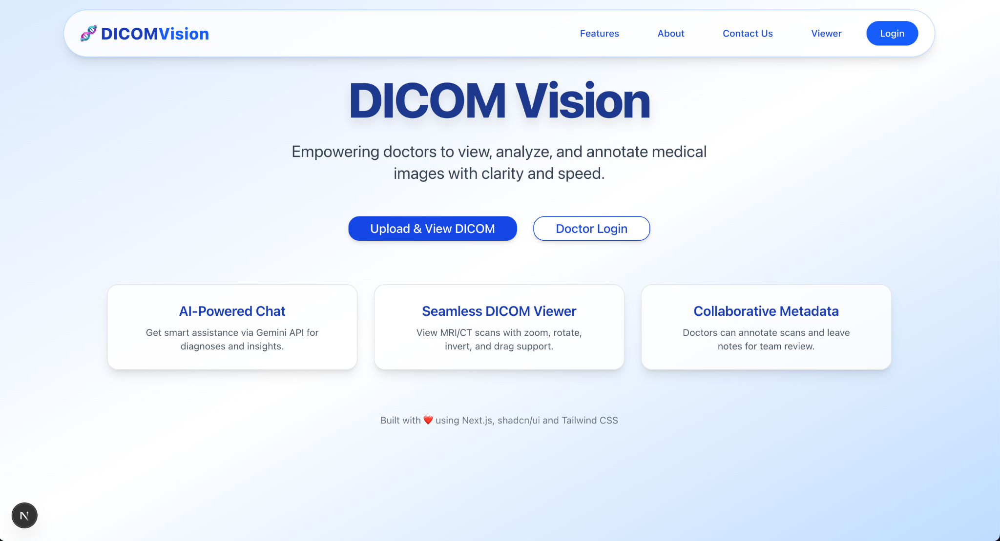 🧬 DICOMVision
Features
About
Contact Us
Viewer
Login
DICOM Vision
Empowering doctors to view, analyze, and annotate medical
images with clarity and speed.
Upload & View DICOM
Doctor Login
AI-Powered Chat
Get smart assistance via Gemini API for
diagnoses and insights.
Seamless DICOM Viewer
View MRI/CT scans with zoom, rotate,
invert, and drag support.
Collaborative Metadata
Doctors can annotate scans and leave
notes for team review.
Built with ❤️ using Next.js, shadcn/ui and Tailwind CSS
N